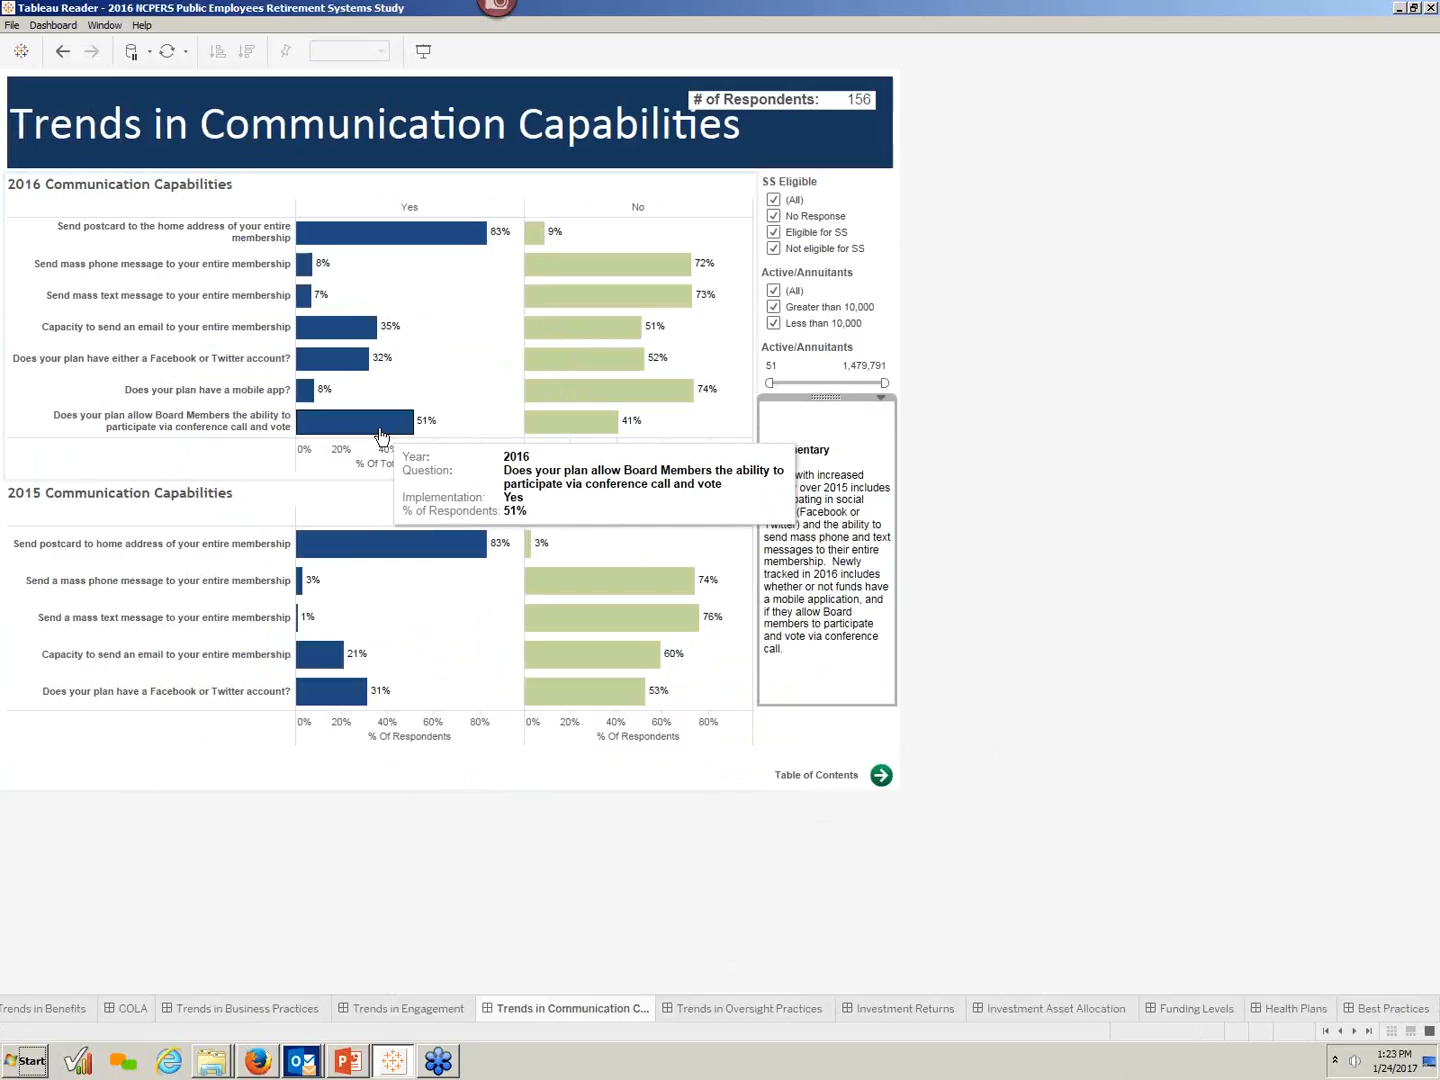 Tableau Reader - 2016 NCPERS Public Employees Retirement Systems Study
File Dashboard Window Help
Trends in Communication Capabilities
# of Respondents: 156
2016 Communication Capabilities
Yes No
Send postcard to the home address of your entire
membership
83% 9%
Send mass phone message to your entire membership 8% 72%
Send mass text message to your entire membership 7% 73%
Capacity to send an email to your entire membership 35% 51%
Does your plan have either a Facebook or Twitter account? 32% 52%
Does your plan have a mobile app? 8% 74%
Does your plan allow Board Members the ability to
participate via conference call and vote
51% 41%
0% 20%
Year: 2016
Question: Does your plan allow Board Members the ability to
participate via conference call and vote
Implementation: Yes
% of Respondents: 51%
2015 Communication Capabilities
Send postcard to home address of your entire membership 83% 3%
Send a mass phone message to your entire membership 3% 74%
Send a mass text message to your entire membership 1% 76%
Capacity to send an email to your entire membership 21% 60%
Does your plan have a Facebook or Twitter account? 31% 53%
0% 20% 40% 60% 80% 0% 20% 40% 60% 80%
% Of Respondents % Of Respondents
SS Eligible
(All)
No Response
Eligible for SS
Not eligible for SS
Active/Annuitants
(All)
Greater than 10,000
Less than 10,000
Active/Annuitants
51 1,479,791
with increased
over 2015 includes
in social
(Facebook or
Twitter) and the ability to
send mass phone and text
messages to their entire
membership. Newly
tracked in 2016 includes
whether or not funds have
a mobile application, and
if they allow Board
members to participate
and vote via conference
call.
Table of Contents
Trends in Benefits COLA Trends in Business Practices Trends in Engagement Trends in Communication C... Trends in Oversight Practices Investment Returns Investment Asset Allocation Funding Levels Health Plans Best Practices
Start
1:23 PM
1/24/2017